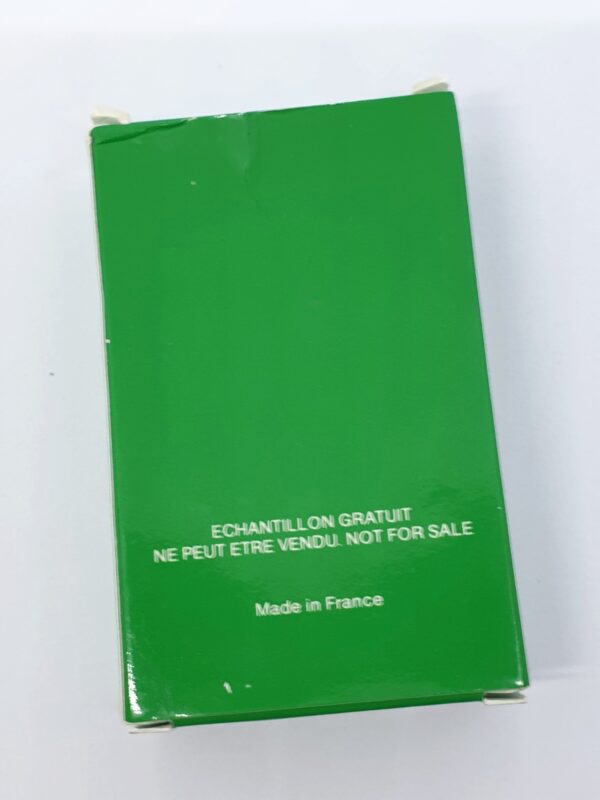 ECHANTILLON GRATUIT
NE PEUT ETRE VENDU. NOT FOR SALE
Made in France